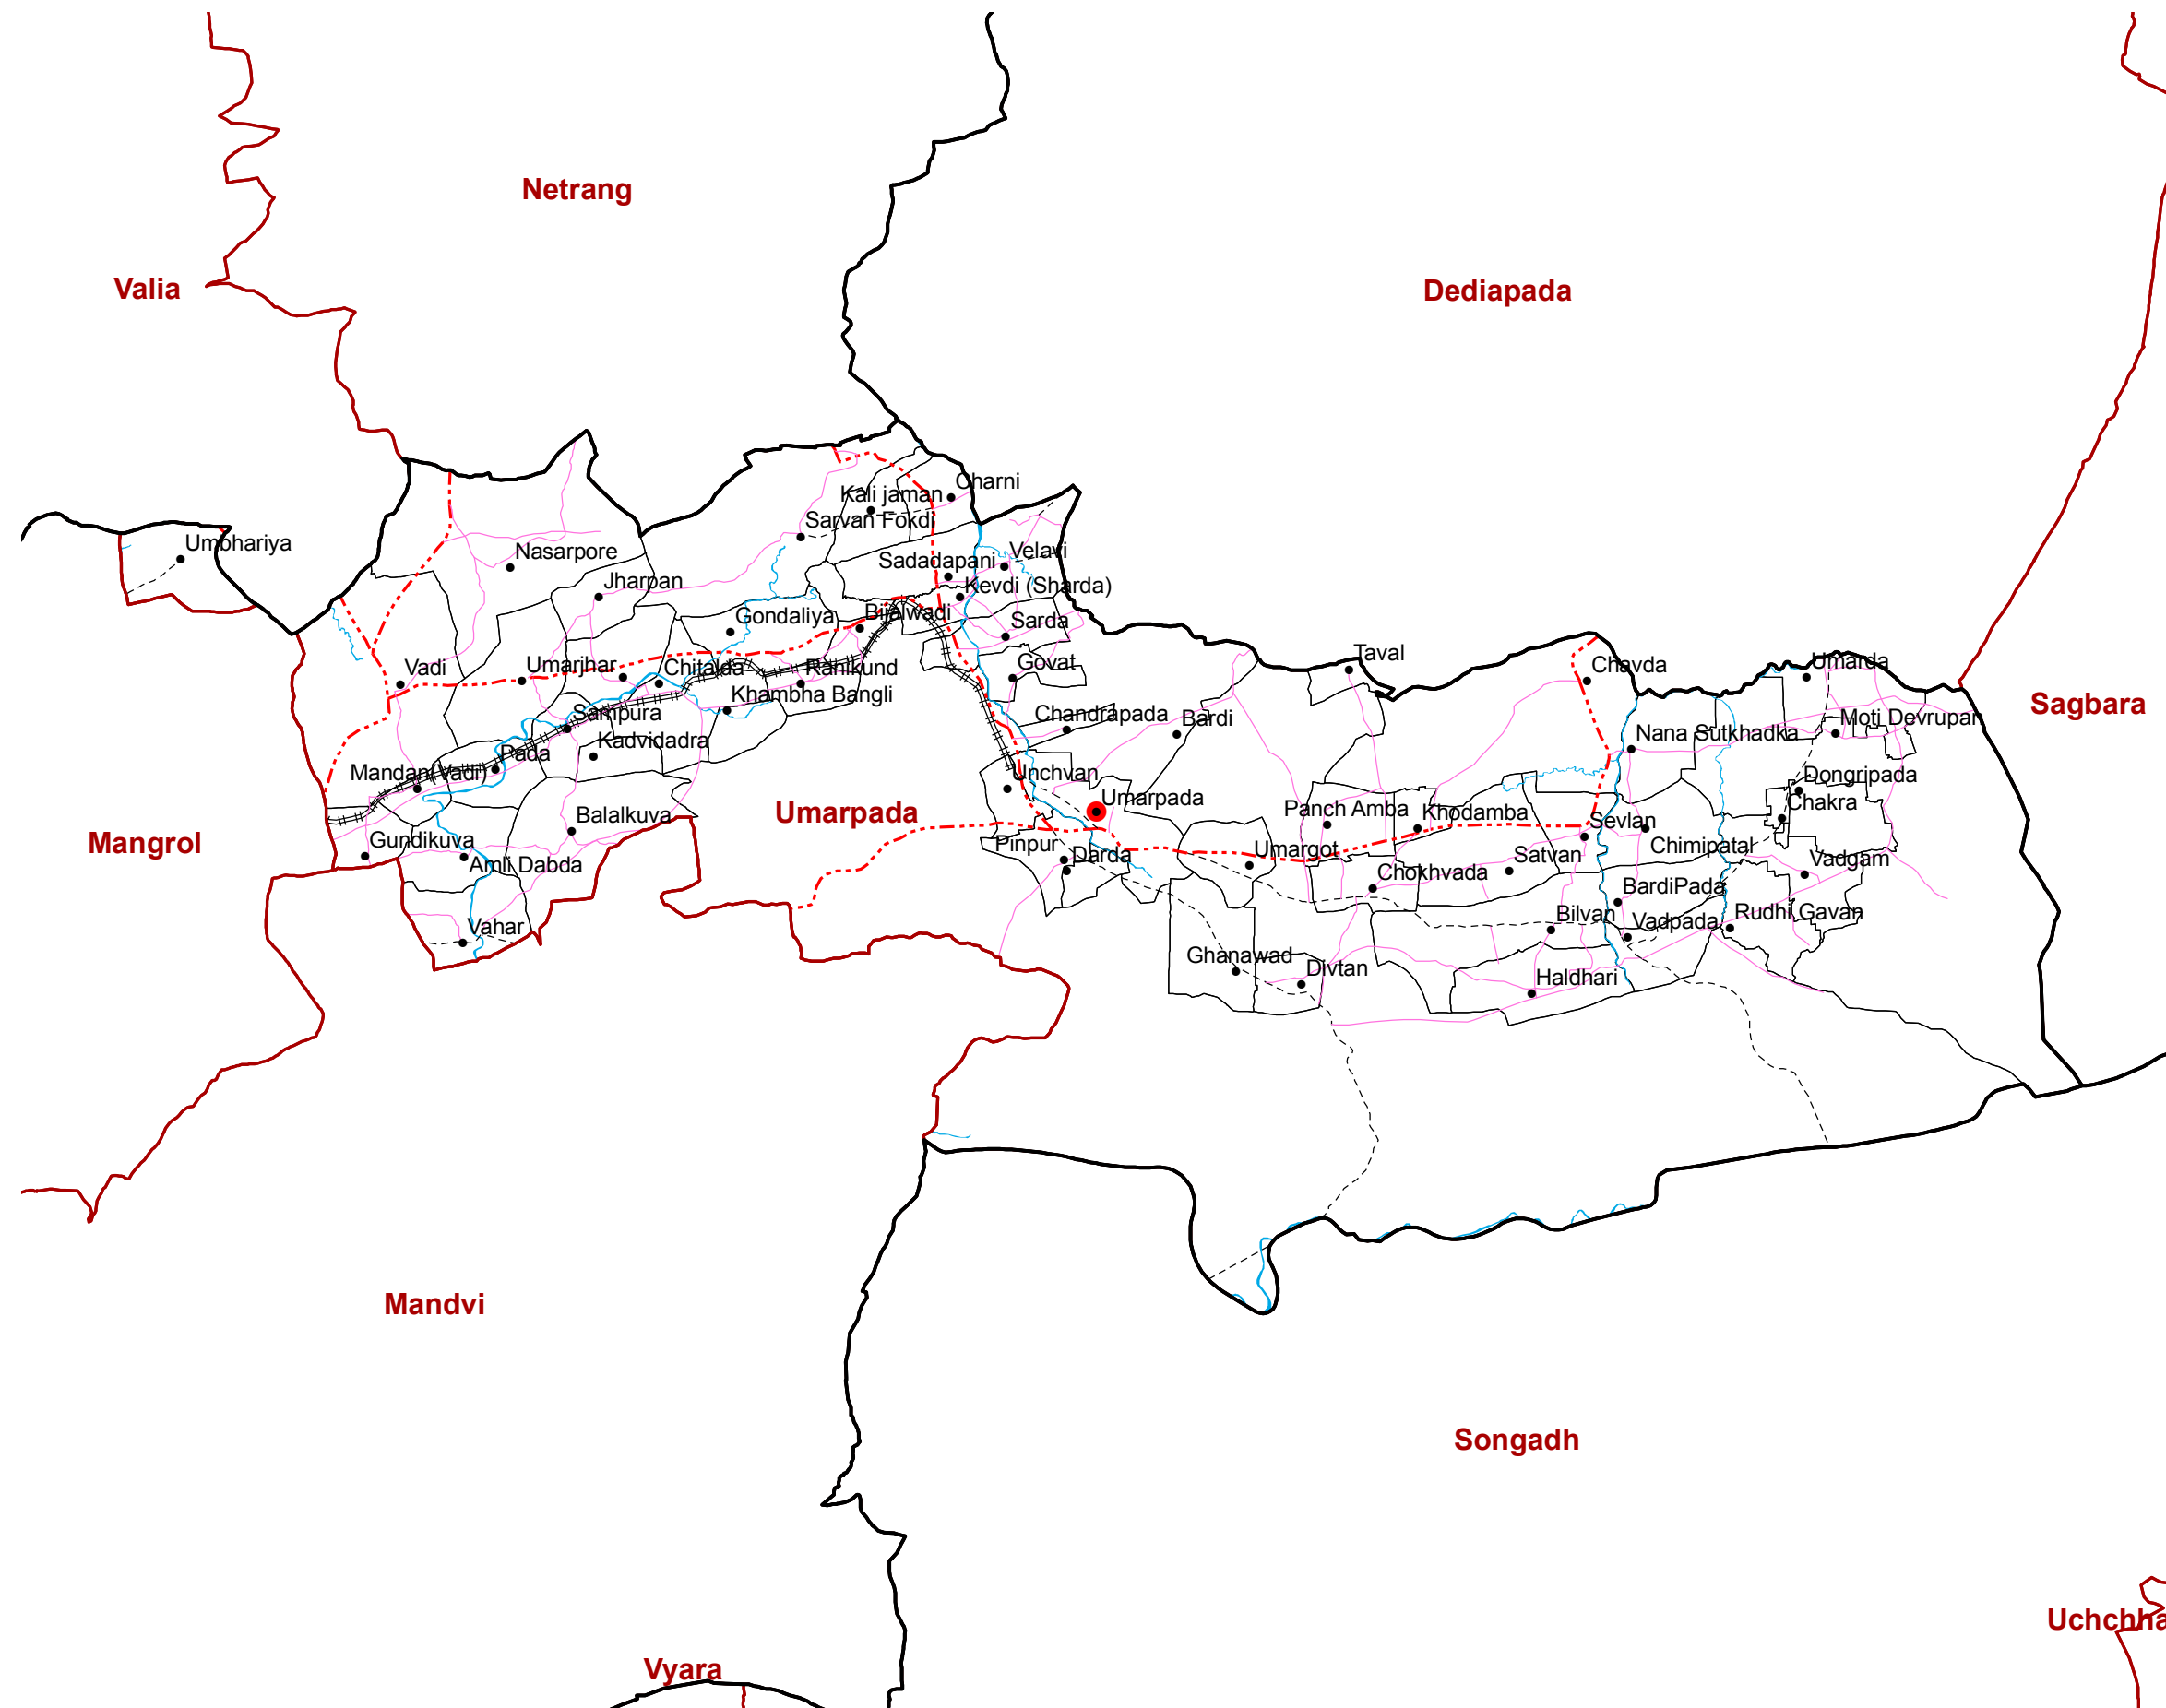 Netrang
Valia
Dediapada
Charni
Kali jaman
Sarvan Fokdi
Umbhariya
Nasarpore
Velavi
Sadadapani
Jharpan
Kevdi (Sharda)
Gondaliya
Bijalwadi
Sarda
Taval
Vadi
Umarjhar
Chitalda
Rahikund
Govat
Chavda
Umarda
Khambha Bangli
Sagbara
Sampura
Chandrapada
Bardi
Moti Devrupan
Nana Sutkhadka
Kadvidadra
Pada
Mandan(Vadi)
Unchvan
Dongripada
Umarpada
Chakra
Panch Amba
Khodamba
Umarpada
Balalkuva
Sevlan
Mangrol
Gundikuva
Pinpur
Darda
Umargot
Satvan
Chimipatal
Vadgam
Amli Dabda
Chokhvada
BardiPada
Vahar
Bilvan
Vadpada
Rudhi Gavan
Ghanawad
Divtan
Haldhari
Mandvi
Songadh
Uchchha
Vyara